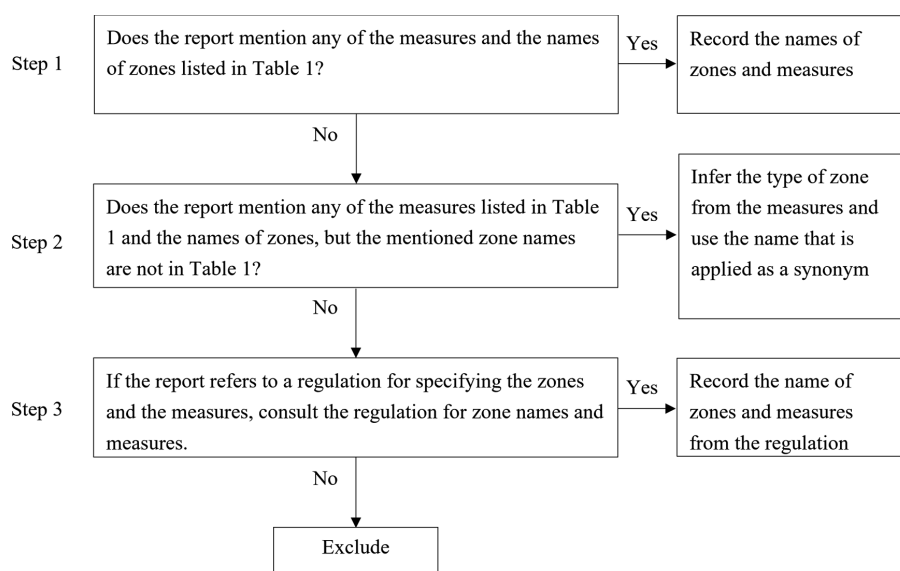 Step 1
Does the report mention any of the measures and the names
of zones listed in Table 1?
Yes
Record the names of
zones and measures
No
Step 2
Does the report mention any of the measures listed in Table
1 and the names of zones, but the mentioned zone names
are not in Table 1?
Yes
Infer the type of zone
from the measures and
use the name that is
applied as a synonym
No
Step 3
If the report refers to a regulation for specifying the zones
and the measures, consult the regulation for zone names and
measures.
Yes
Record the name of
zones and measures
from the regulation
No
Exclude